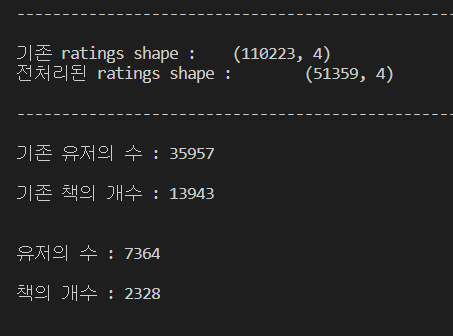 --------------------------------------------------
기존 ratings shape :    (110223, 4)
전처리된 ratings shape :        (51359, 4)
--------------------------------------------------
기존 유저의 수 : 35957
기존 책의 개수 : 13943
유저의 수 : 7364
책의 개수 : 2328